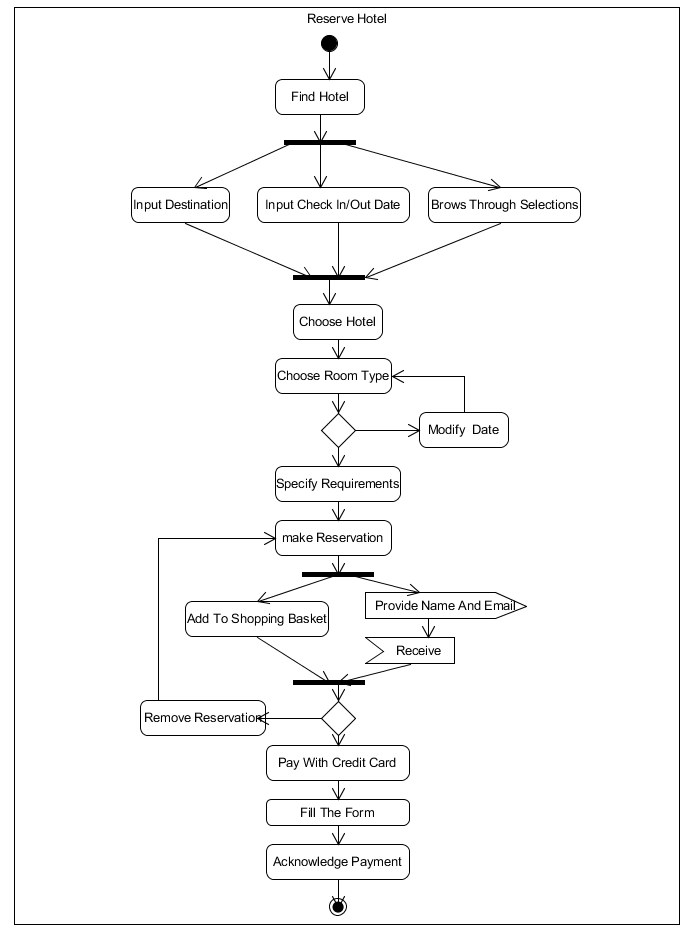 Reserve Hotel
Find Hotel
Input Destination
Input Check In/Out Date
Brows Through Selections
Choose Hotel
Choose Room Type
Modify Date
Specify Requirements
make Reservation
Provide Name And Email
Add To Shopping Basket
Receive
Remove Reservation
Pay With Credit Card
Fill The Form
Acknowledge Payment